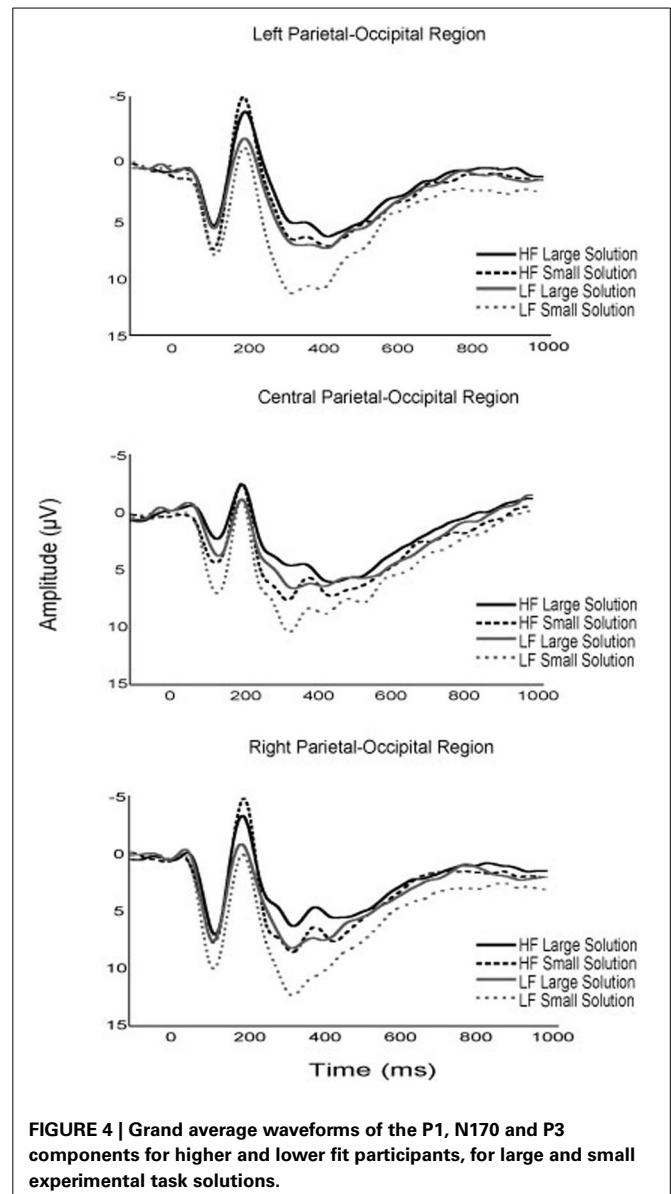 Left Parietal-Occipital Region
-5
0
5
10
15
HF Large Solution
HF Small Solution
LF Large Solution
LF Small Solution
0 200 400 600 800 1000
Central Parietal-Occipital Region
Amplitude (µV)
-5
0
5
10
15
HF Large Solution
HF Small Solution
LF Large Solution
LF Small Solution
0 200 400 600 800 1000
Right Parietal-Occipital Region
-5
0
5
10
15
HF Large Solution
HF Small Solution
LF Large Solution
LF Small Solution
0 200 400 600 800 1000
Time (ms)
FIGURE 4 | Grand average waveforms of the P1, N170 and P3
components for higher and lower fit participants, for large and small
experimental task solutions.